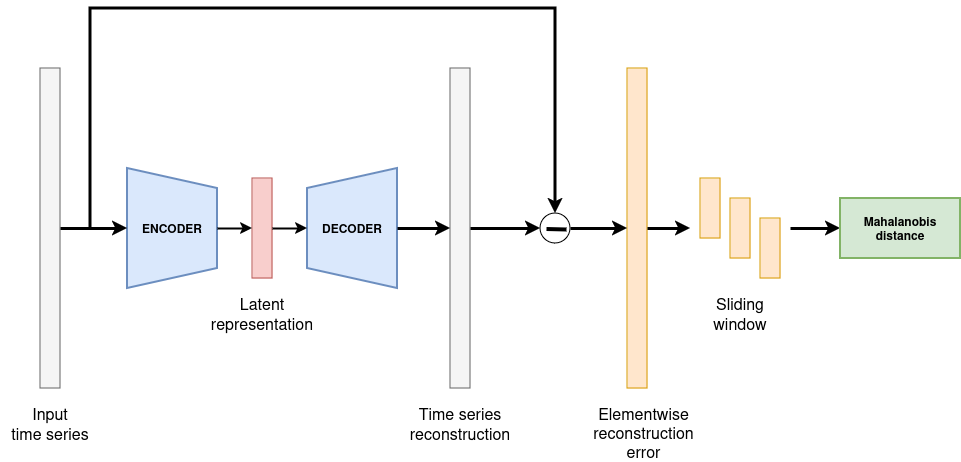 ENCODER
DECODER
Mahalanobis
distance
Latent
representation
Sliding
window
Input
time series
Time series
reconstruction
Elementwise
reconstruction
error